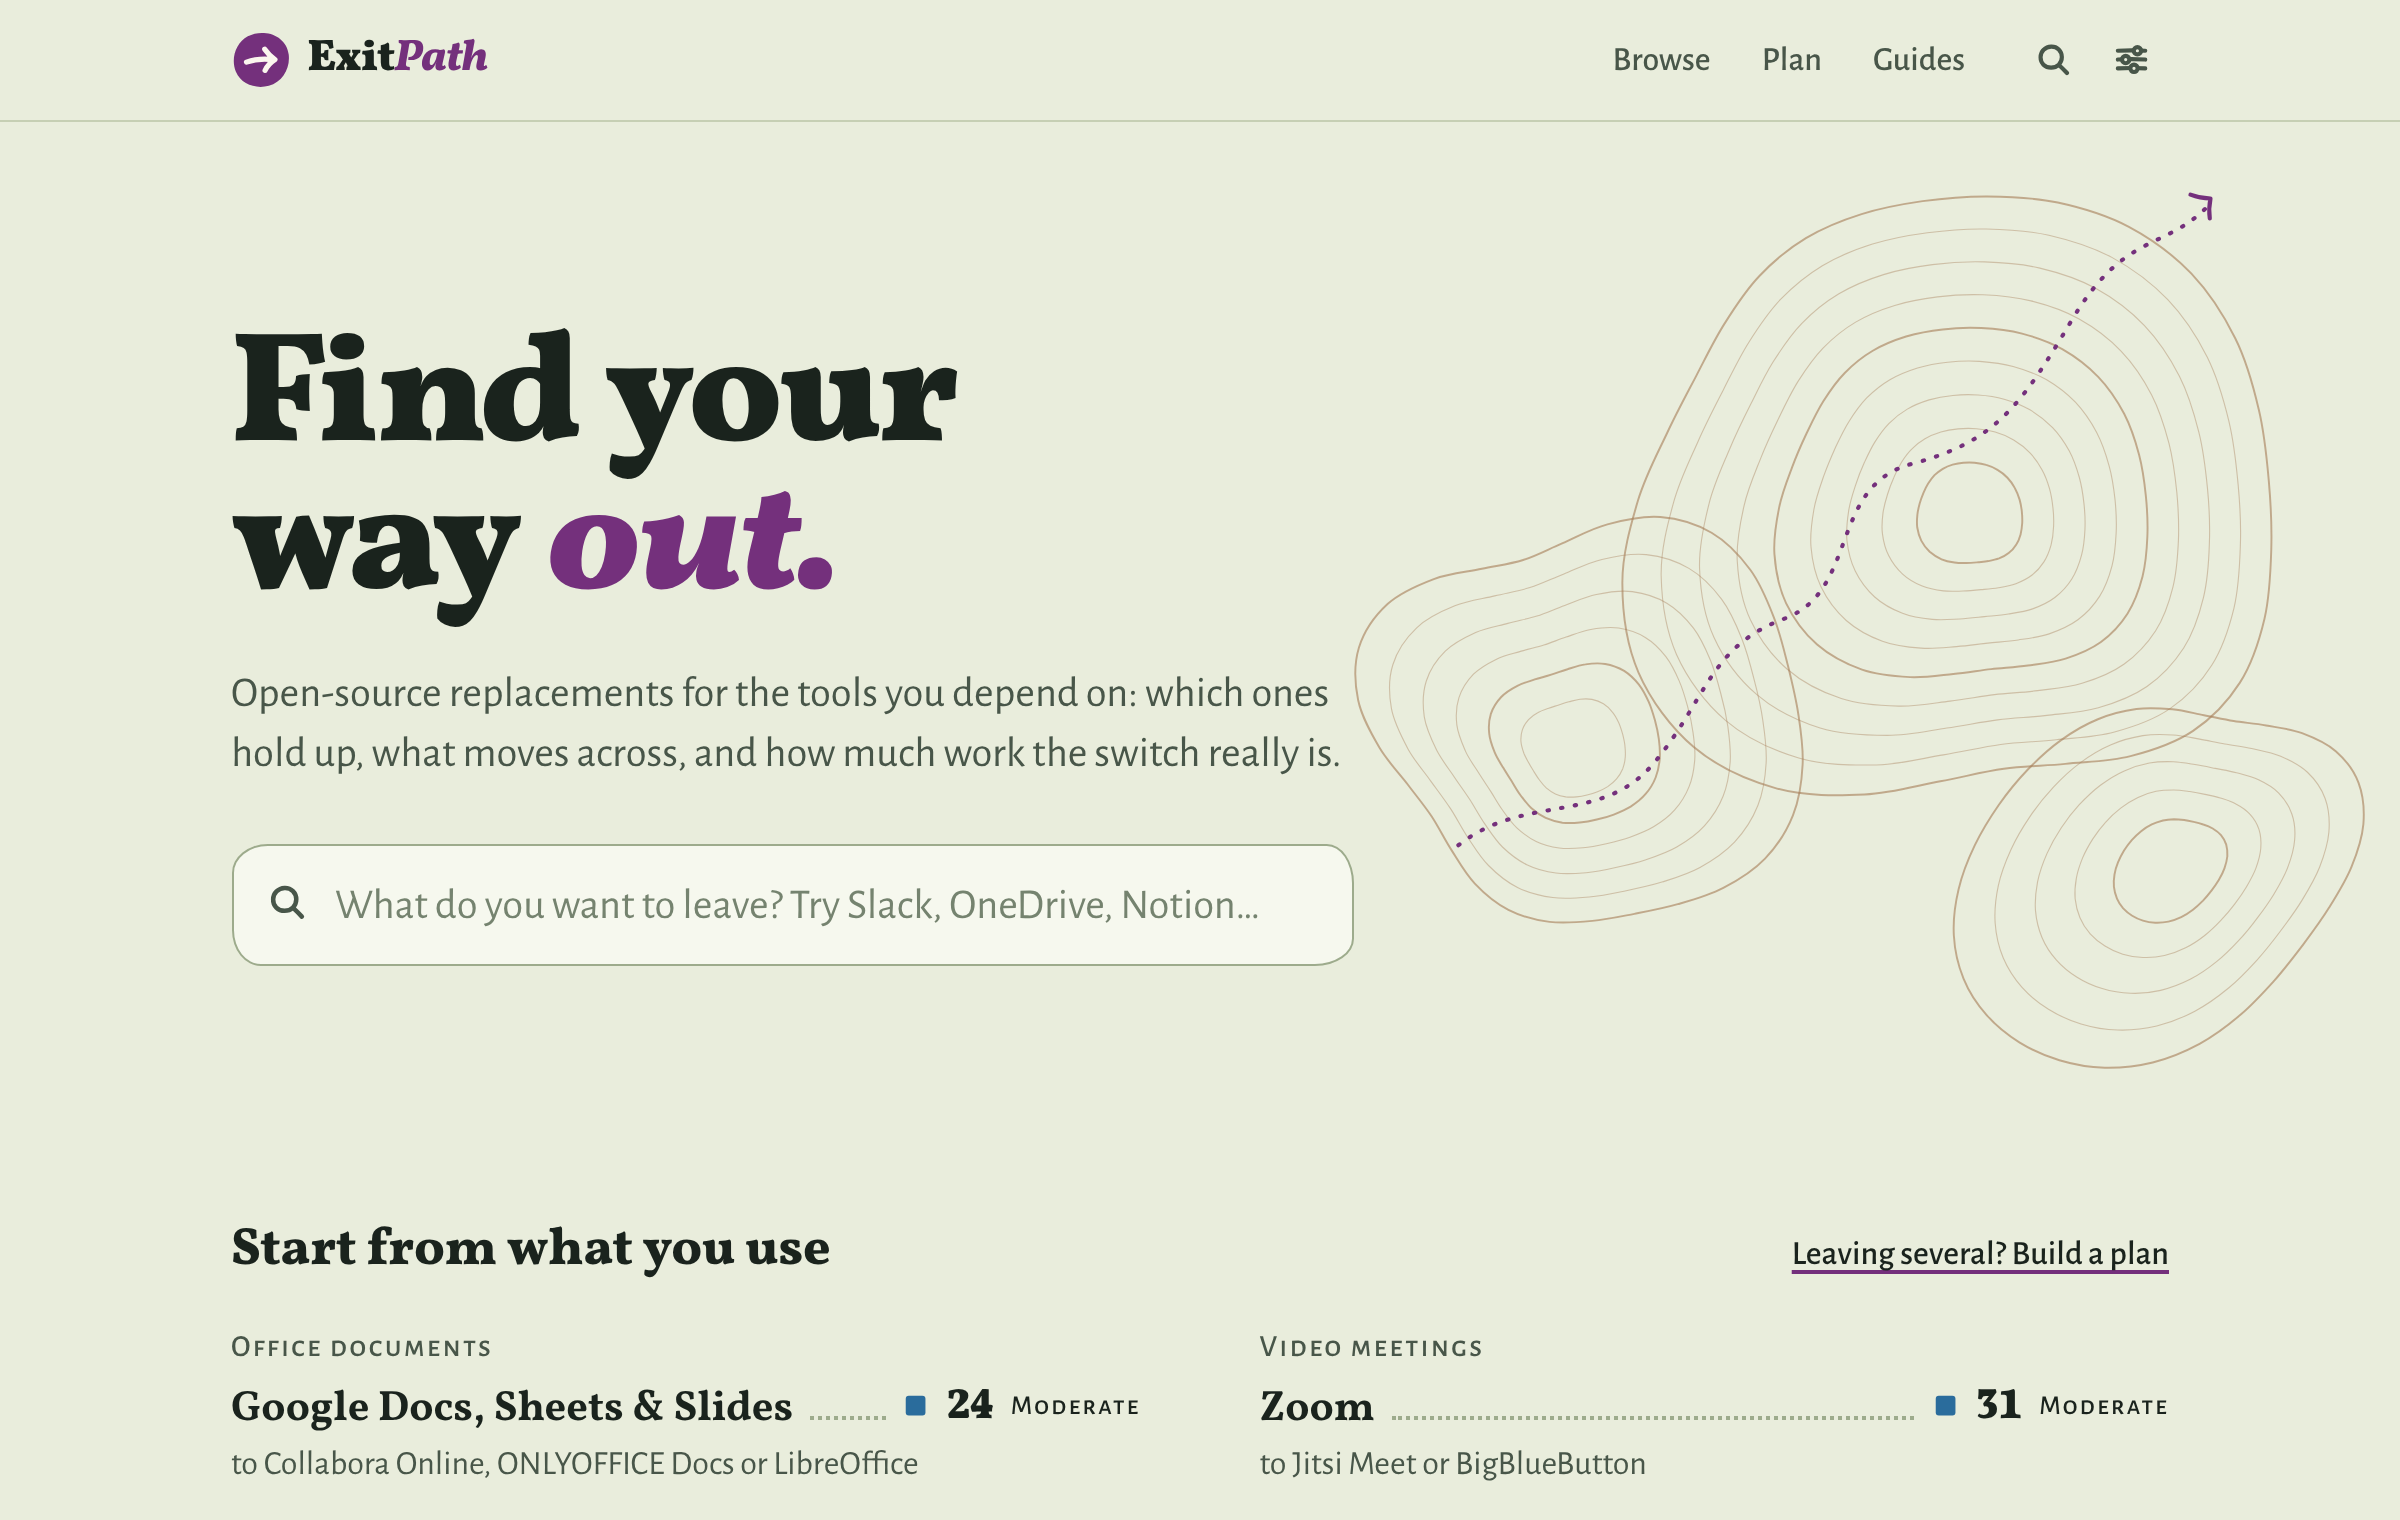 ExitPath
Browse Plan Guides
Find your
way out.
Open-source replacements for the tools you depend on: which ones
hold up, what moves across, and how much work the switch really is.
What do you want to leave? Try Slack, OneDrive, Notion...
Start from what you use
Leaving several? Build a plan
Office documents
Google Docs, Sheets & Slides 24 Moderate
to Collabora Online, ONLYOFFICE Docs or LibreOffice
Video meetings
Zoom 31 Moderate
to Jitsi Meet or BigBlueButton